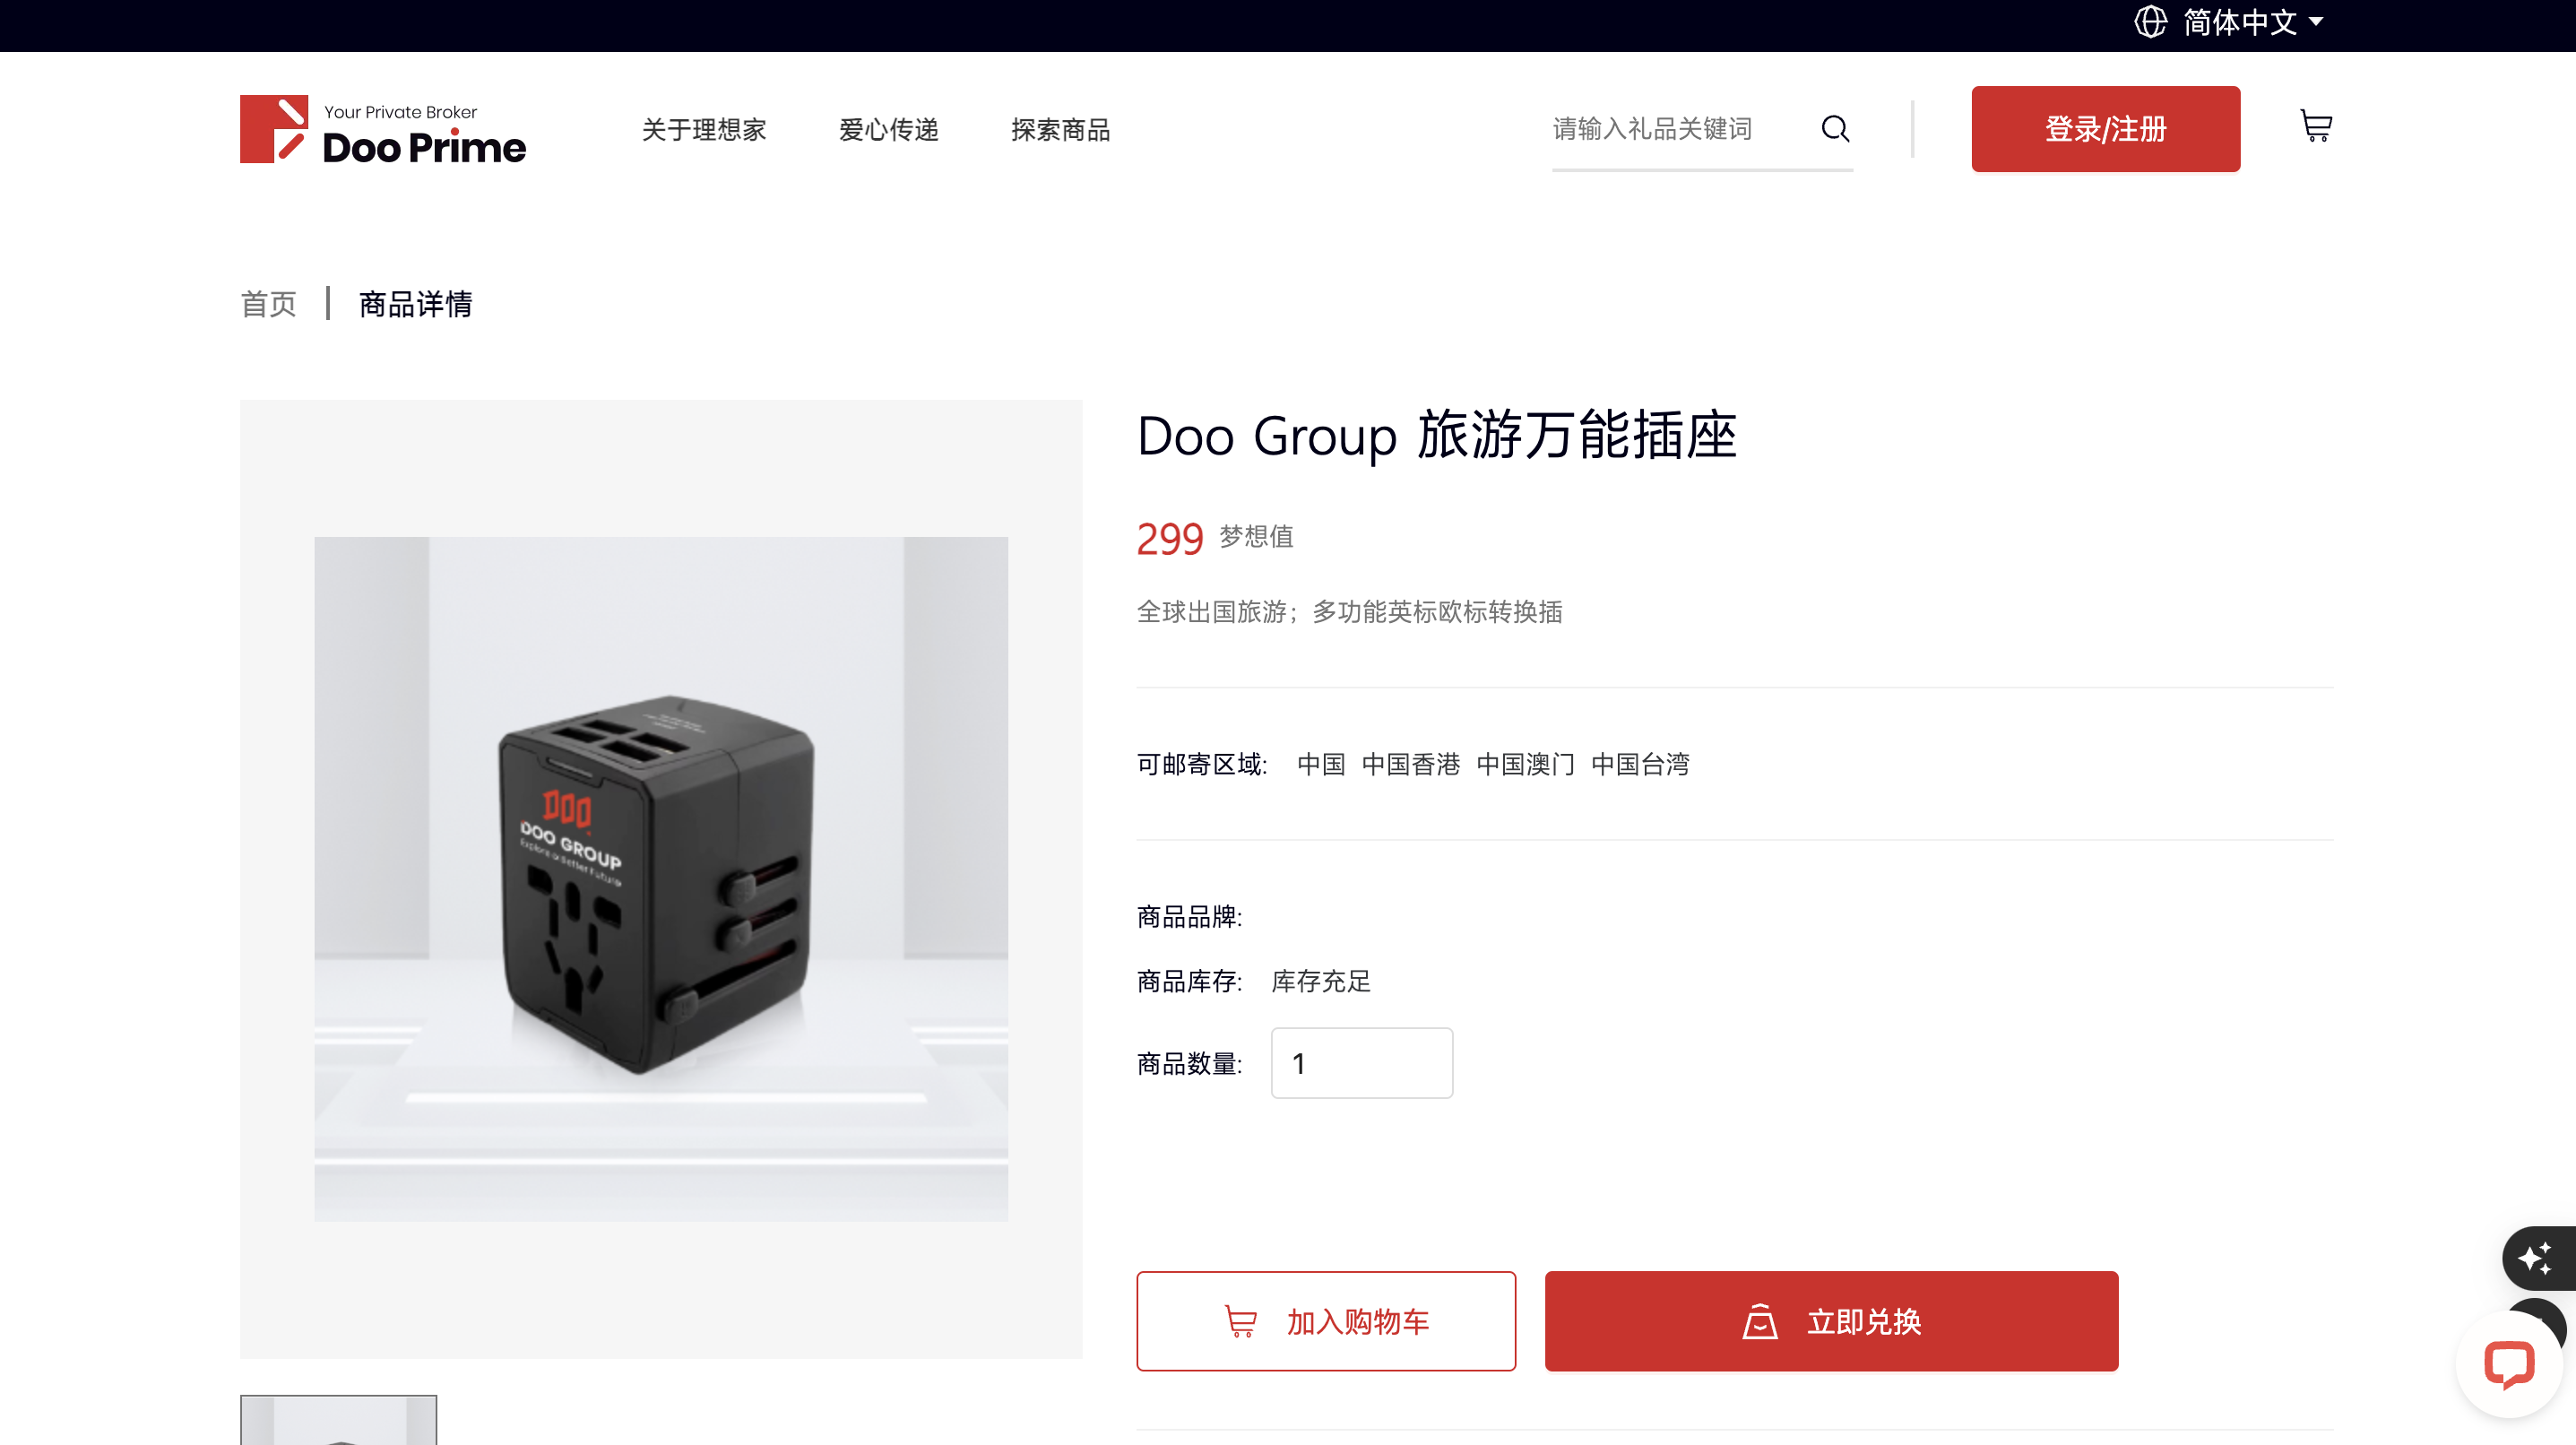 简体中文
Your Private Broker
Doo Prime
关于理想家
爱心传递
探索商品
请输入礼品关键词
登录/注册
首页
商品详情
Doo Group 旅游万能插座
299 梦想值
全球出国旅游；多功能英标欧标转换插
可邮寄区域: 中国 中国香港 中国澳门 中国台湾
DOO
DOO GROUP
Explore a Better Future
商品品牌:
商品库存: 库存充足
商品数量: 1
加入购物车
立即兑换